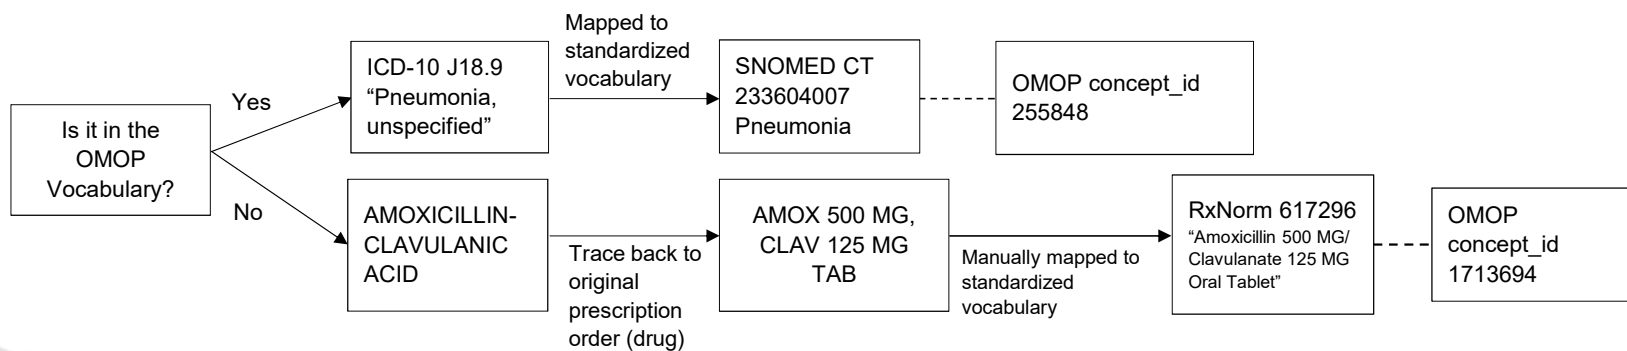 Is it in the
OMOP
Vocabulary?
Yes
ICD-10 J18.9
“Pneumonia,
unspecified”
Mapped to
standardized
vocabulary
SNOMED CT
233604007
Pneumonia
OMOP concept_id
255848
No
AMOXICILLIN-
CLAVULANIC
ACID
Trace back to
original
prescription
order (drug)
AMOX 500 MG,
CLAV 125 MG
TAB
Manually mapped to
standardized
vocabulary
RxNorm 617296
“Amoxicillin 500 MG/
Clavulanate 125 MG
Oral Tablet”
OMOP
concept_id
1713694